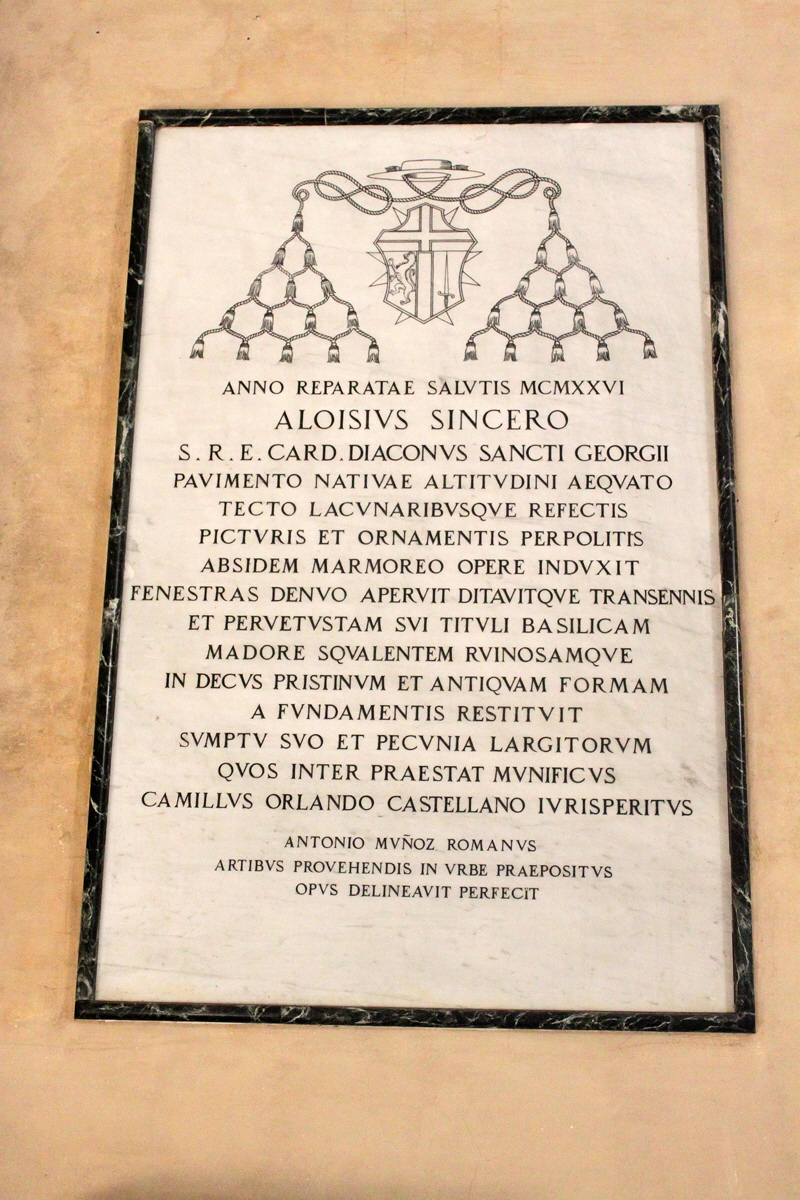 ANNO REPARATAE SALVTIS MCMXXVI
ALOISIVS SINCERO
S. R. E. CARD. DIACONVS SANCTI GEORGII
PAVIMENTO NATIVAE ALTITVDINI AEQVATO
TECTO LACVNARIBVSQVE REFECTIS
PICTVRIS ET ORNAMENTIS PERPOLITIS
ABSIDEM MARMOREO OPERE INDVXIT
FENESTRAS DENVO APERVIT DITAVITQVE TRANSENNIS
ET PERVETVSTAM SVI TITVLI BASILICAM
MADORE SQVALENTEM RVINOSAMQVE
IN DECVS PRISTINVM ET ANTIQVAM FORMAM
A FVNDAMENTIS RESTITVIT
SVMPTV SVO ET PECVNIA LARGITORVM
QVOS INTER PRAESTAT MVNIFICVS
CAMILLVS ORLANDO CASTELLANO IVRISPERITVS
ANTONIO MVÑOZ ROMANVS
ARTIBVS PROVEHENDIS IN VRBE PRAEPOSITVS
OPVS DELINEAVIT PERFECIT